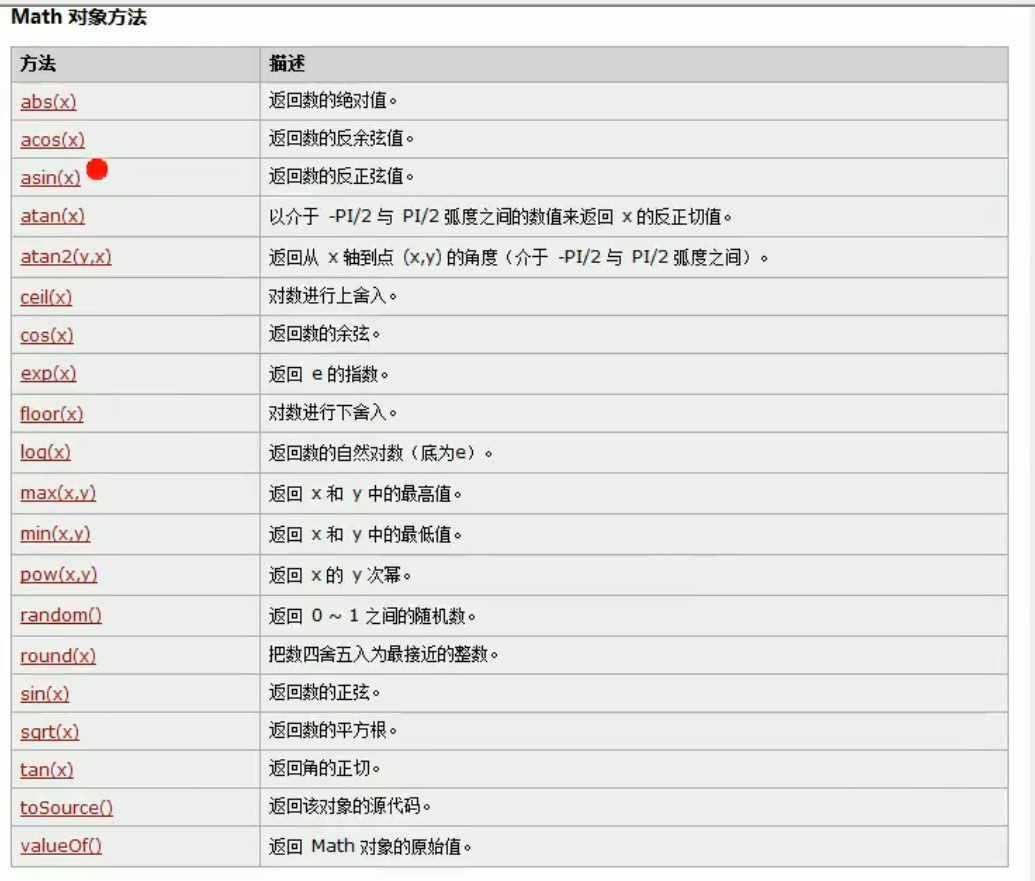 Math 对象方法
方法 描述
abs(x) 返回数的绝对值。
acos(x) 返回数的反余弦值。
asin(x) 返回数的反正弦值。
atan(x) 以介于 -PI/2 与 PI/2 弧度之间的数值来返回 x 的反正切值。
atan2(y,x) 返回从 x 轴到点 (x,y) 的角度（介于 -PI/2 与 PI/2 弧度之间）。
ceil(x) 对数进行上舍入。
cos(x) 返回数的余弦。
exp(x) 返回 e 的指数。
floor(x) 对数进行下舍入。
log(x) 返回数的自然对数（底为e）。
max(x,y) 返回 x 和 y 中的最高值。
min(x,y) 返回 x 和 y 中的最低值。
pow(x,y) 返回 x 的 y 次幂。
random() 返回 0 ~ 1 之间的随机数。
round(x) 把数四舍五入为最接近的整数。
sin(x) 返回数的正弦。
sqrt(x) 返回数的平方根。
tan(x) 返回角的正切。
toSource() 返回该对象的源代码。
valueOf() 返回 Math 对象的原始值。